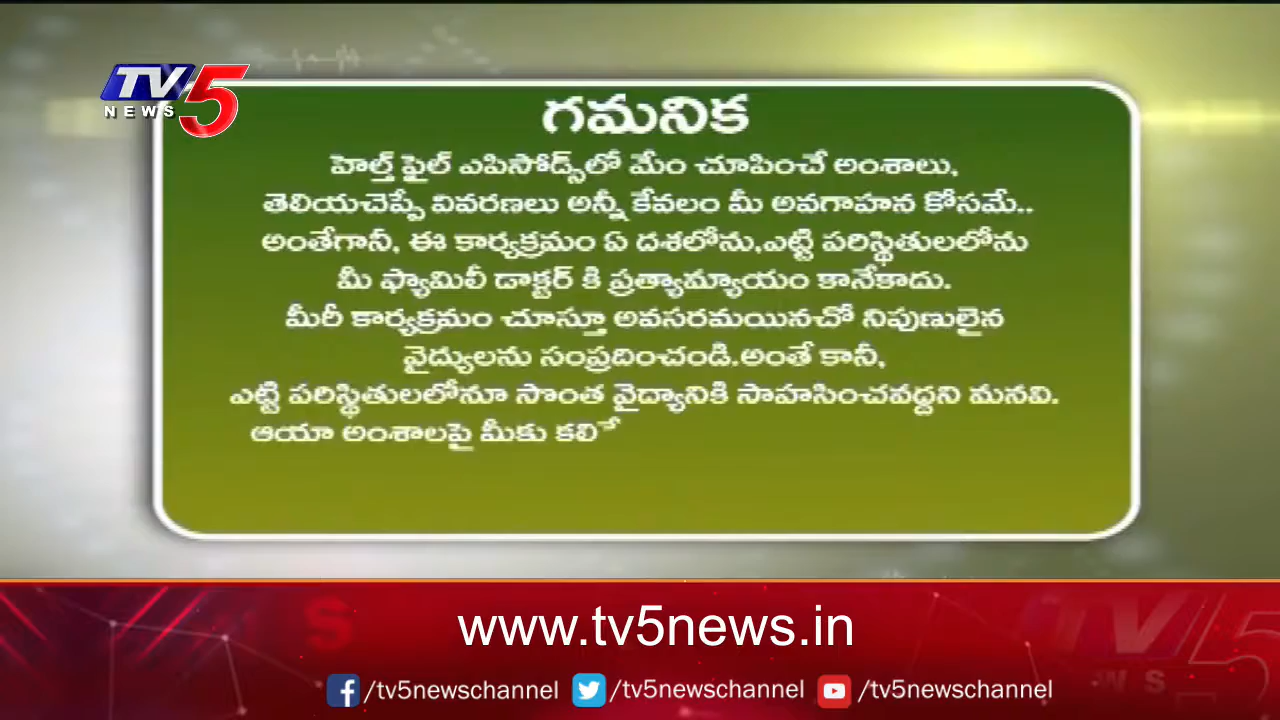 TV5
NEWS
గమనిక
హెల్త్ ఫైల్ ఎపిసోడ్స్‌లో మేం చూపించే అంశాలు,
తెలియచెప్పే వివరణలు అన్నీ కేవలం మీ అవగాహన కోసమే..
అంతేగానీ, ఈ కార్యక్రమం ఏ దశలోను,ఎట్టి పరిస్థితులలోను
మీ ఫ్యామిలీ డాక్టర్ కి ప్రత్యామ్యాయం కానేకాదు.
మీరీ కార్యక్రమం చూస్తూ అవసరమయినచో నిపుణులైన
వైద్యులను సంప్రదించండి.అంతే కానీ,
ఎట్టి పరిస్థితులలోనూ సొంత వైద్యానికి సాహసించవద్దని మనవి.
ఆయా అంశాలపై మీకు కలి
www.tv5news.in
/tv5newschannel /tv5newschannel /tv5newschannel